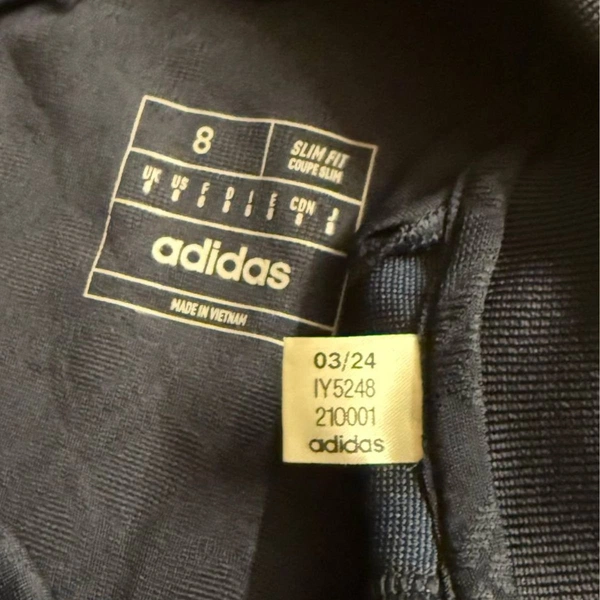 8
SLIM FIT
COUPE SLIM
UK US F D I E CDN J
adidas
MADE IN VIETNAM
03/24
IY5248
210001
adidas